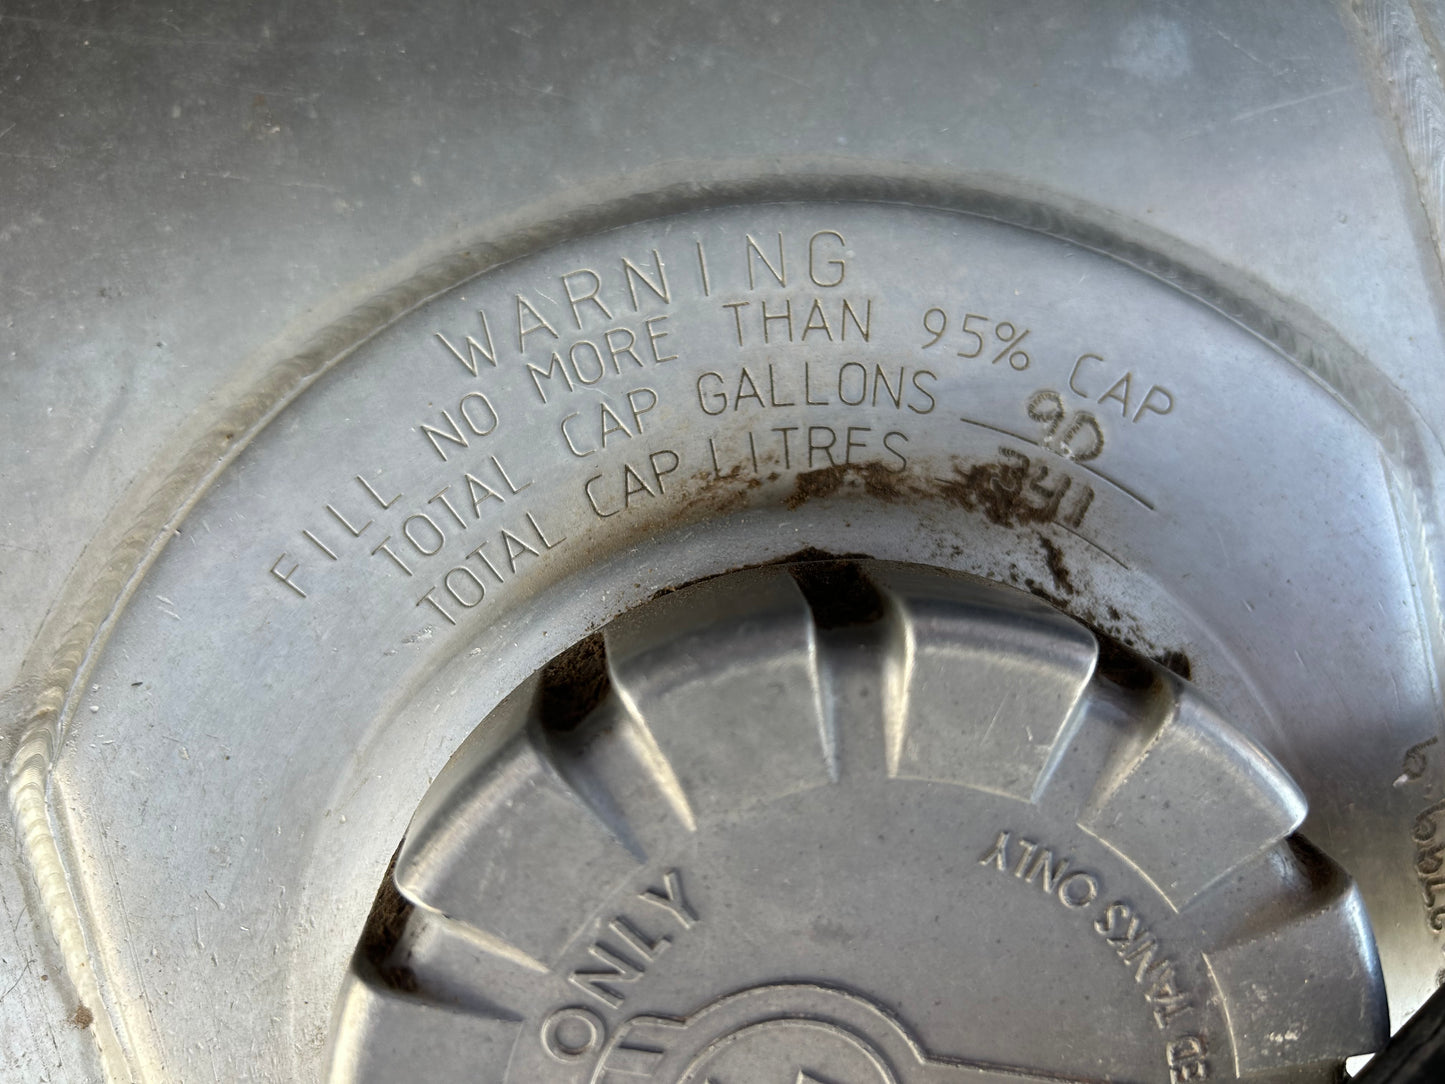 WARNING
FILL NO MORE THAN 95% CAP
TOTAL CAP GALLONS 90
TOTAL CAP LITRES 341
ONLY
TANKS ONLY